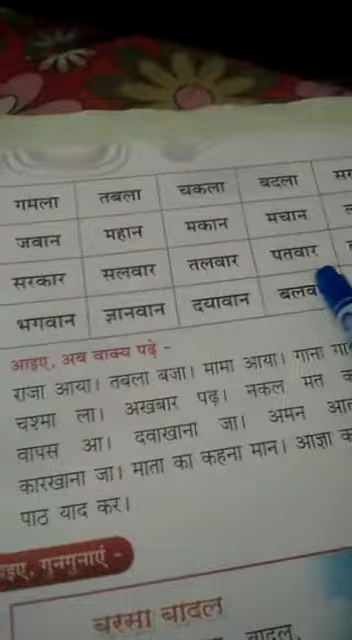 गमला तबला चकला बदला
जवान महान मकान मचान
सरकार सलवार तलवार पतवार
भगवान ज्ञानवान दयावान
आइए, अब वाक्य पढ़े -
राजा आया। तबला बजा। मामा आया। गाना
चश्मा ला। अखबार पढ़। नकल मत
वापस आ। दवाखाना जा। अमन
कारखाना जा। माता का कहना मान। आज्ञा
पाठ याद कर।
गुनगुनाएं -
बरसा बादल
बादल,